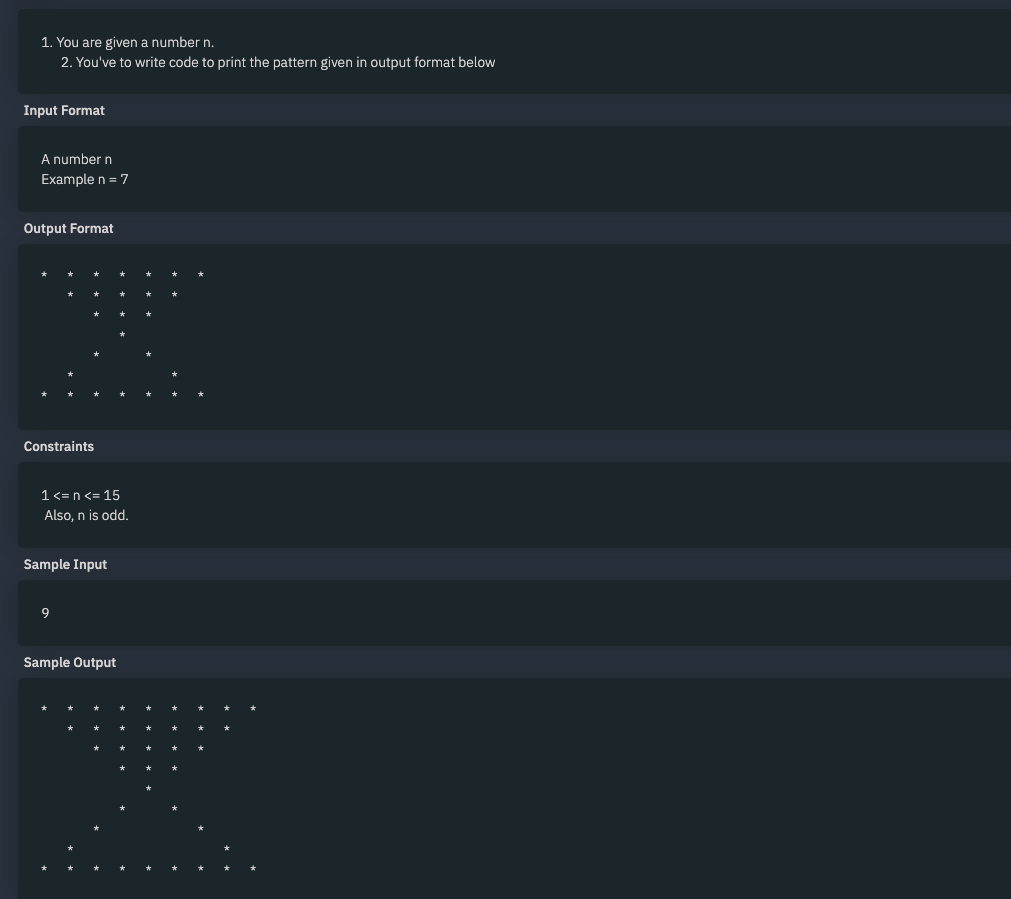 1. You are given a number n.
2. You've to write code to print the pattern given in output format below
Input Format
A number n
Example n = 7
Output Format
*	*	*	*	*	*	*
	*	*	*	*	*
		*	*	*
			*
		*		*
	*				*
*	*	*	*	*	*	*
Constraints
1 <= n <= 15
Also, n is odd.
Sample Input
9
Sample Output
*	*	*	*	*	*	*	*	*
	*	*	*	*	*	*	*
		*	*	*	*	*
			*	*	*
				*
			*		*
		*				*
	*						*
*	*	*	*	*	*	*	*	*